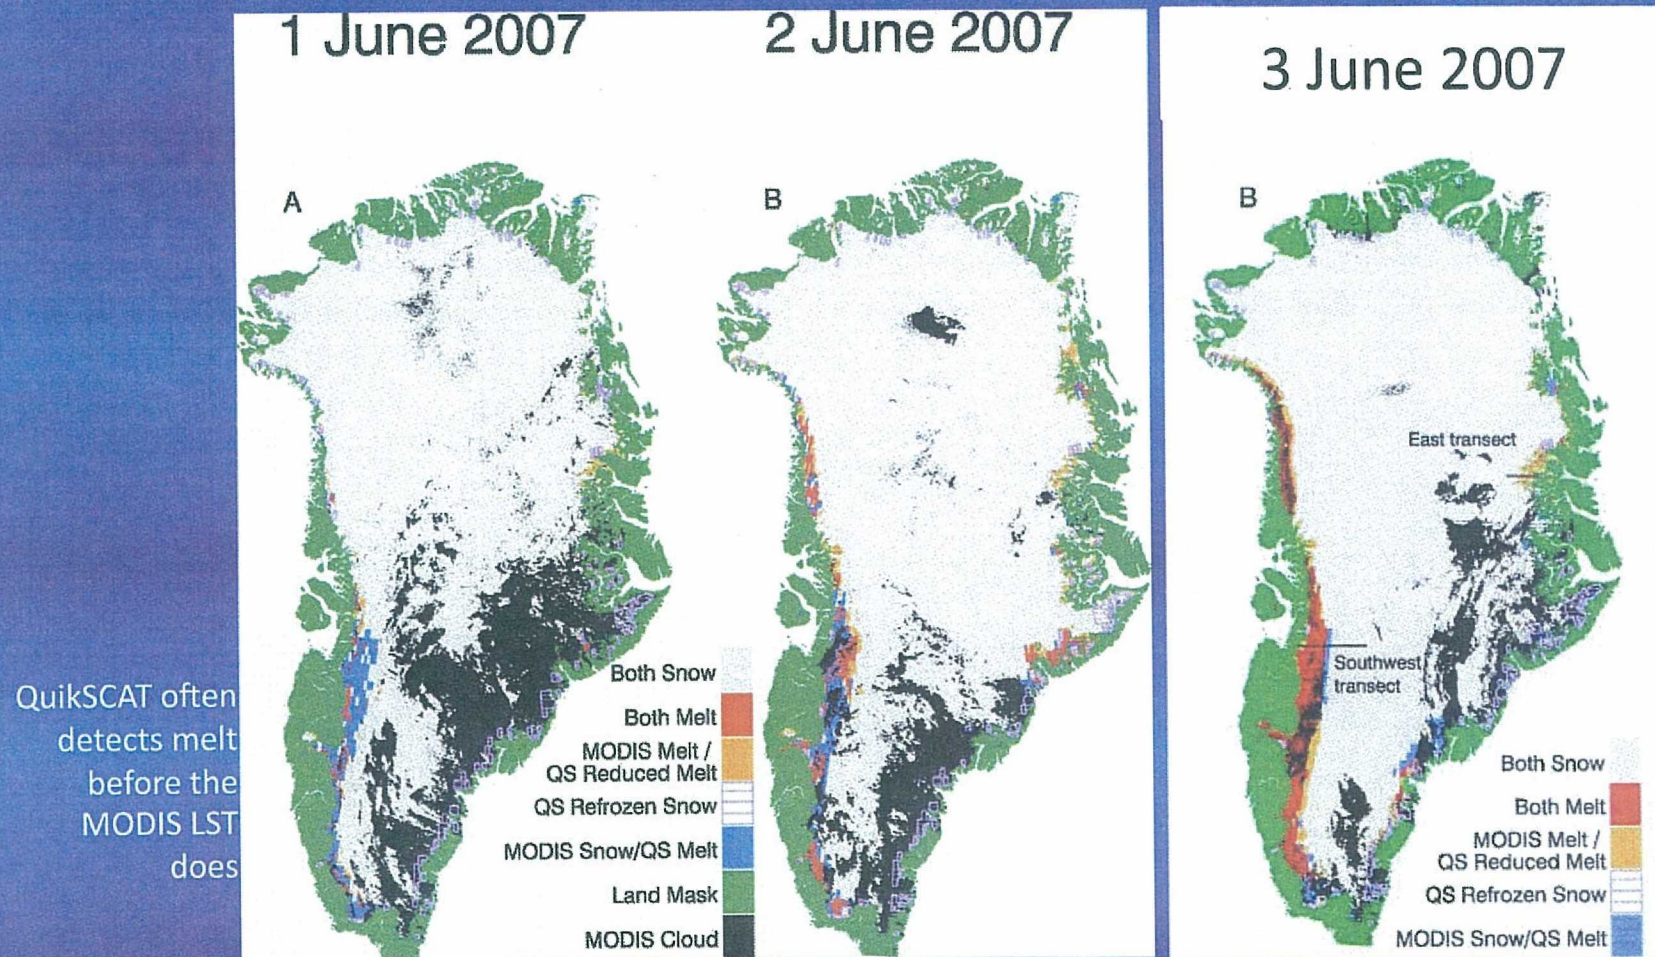 1 June 2007
2 June 2007
3 June 2007
A
B
B
East transect
Southwest
transect
QuikSCAT often
detects melt
before the
MODIS LST
does
Both Snow
Both Melt
MODIS Melt /
QS Reduced Melt
QS Refrozen Snow
MODIS Snow/QS Melt
Land Mask
MODIS Cloud
Both Snow
Both Melt
MODIS Melt /
QS Reduced Melt
QS Refrozen Snow
MODIS Snow/QS Melt